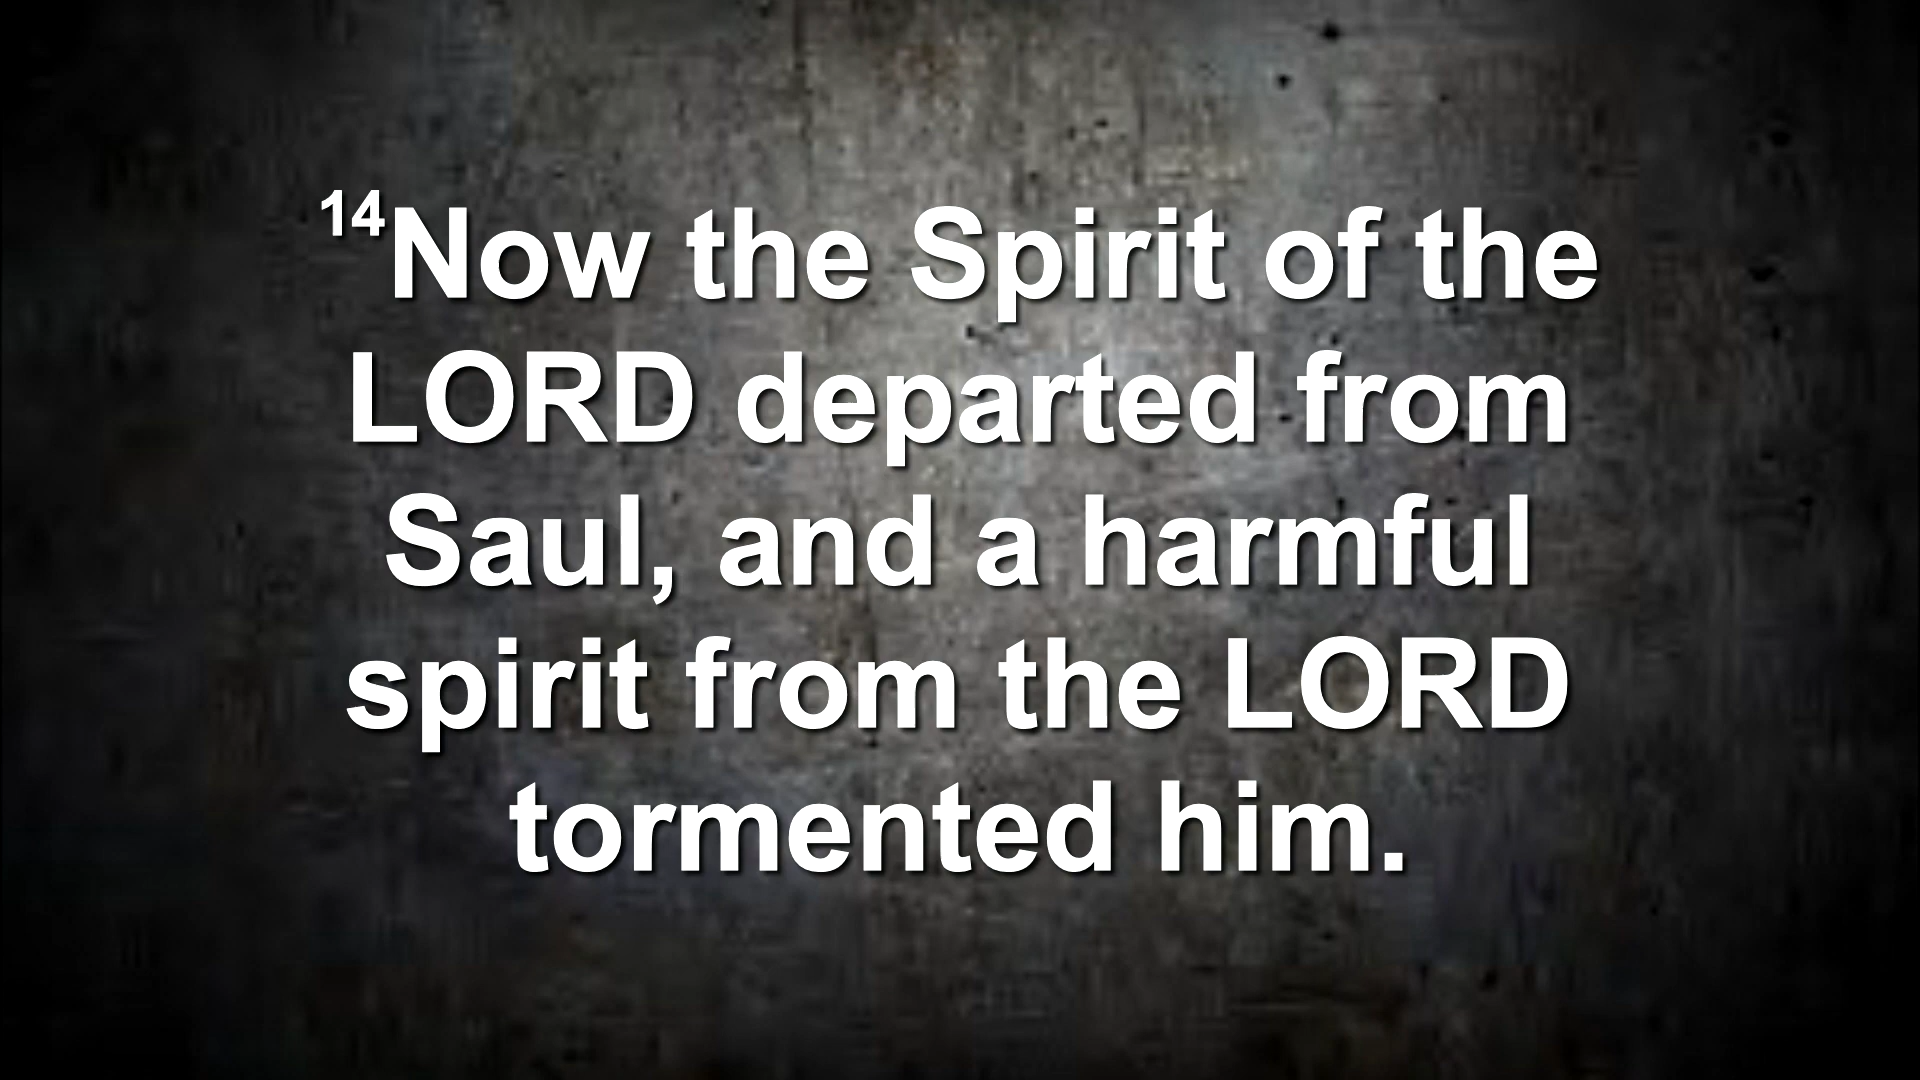 14Now the Spirit of the
LORD departed from
Saul, and a harmful
spirit from the LORD
tormented him.